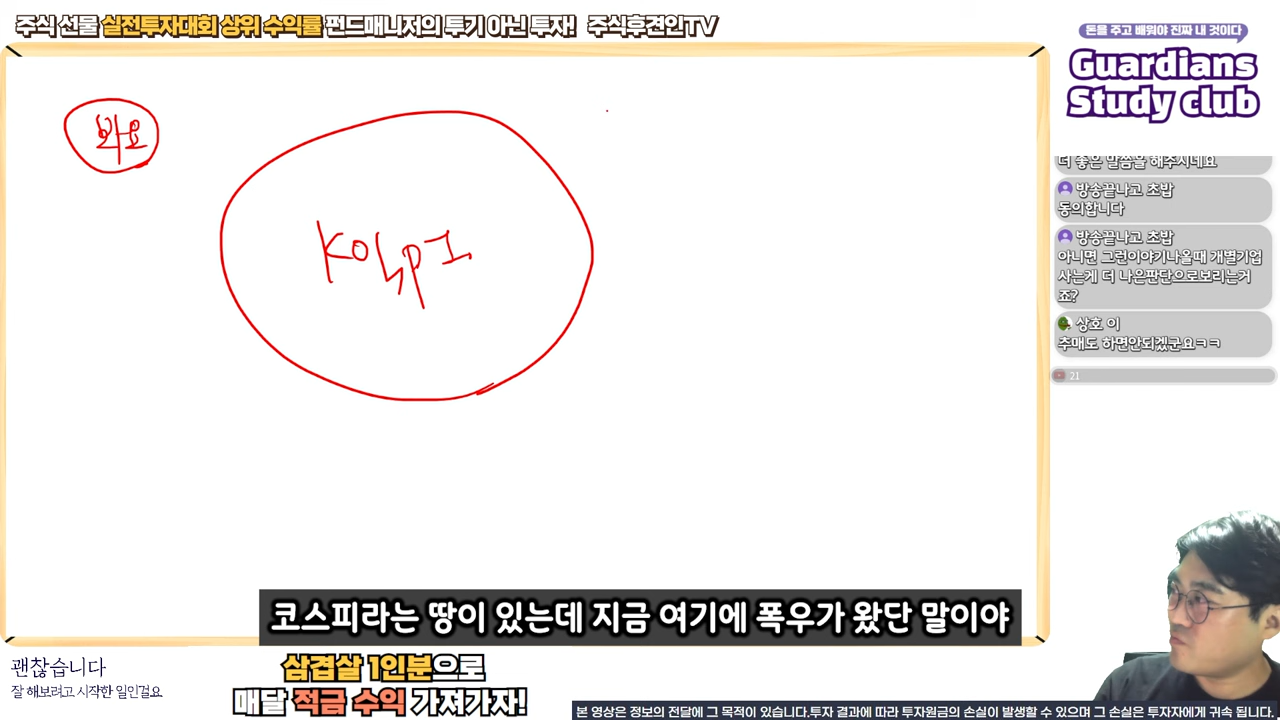 주식 선물 실전투자대회 상위 수익률 펀드매니저의 투기 아닌 투자! 주식후견인TV
돈을 주고 배워야 진짜 내 것이다
Guardians
Study club
봐요
KOSPI
더 좋은 말씀을 해주시네요
방송끝나고 초밥
동의합니다
방송끝나고 초밥
아니면 그런이야기나올때 개별기업
사는게 더 나은판단으로보리는거
죠?
상호 이
추매도 하면안되겠군요ㅋㅋ
21
코스피라는 땅이 있는데 지금 여기에 폭우가 왔단 말이야
괜찮습니다
잘 해보려고 시작한 일인걸요
삼겹살 1인분으로
매달 적금 수익 가져가자!
본 영상은 정보의 전달에 그 목적이 있습니다.투자 결과에 따라 투자원금의 손실이 발생할 수 있으며 그 손실은 투자자에게 귀속 됩니다.